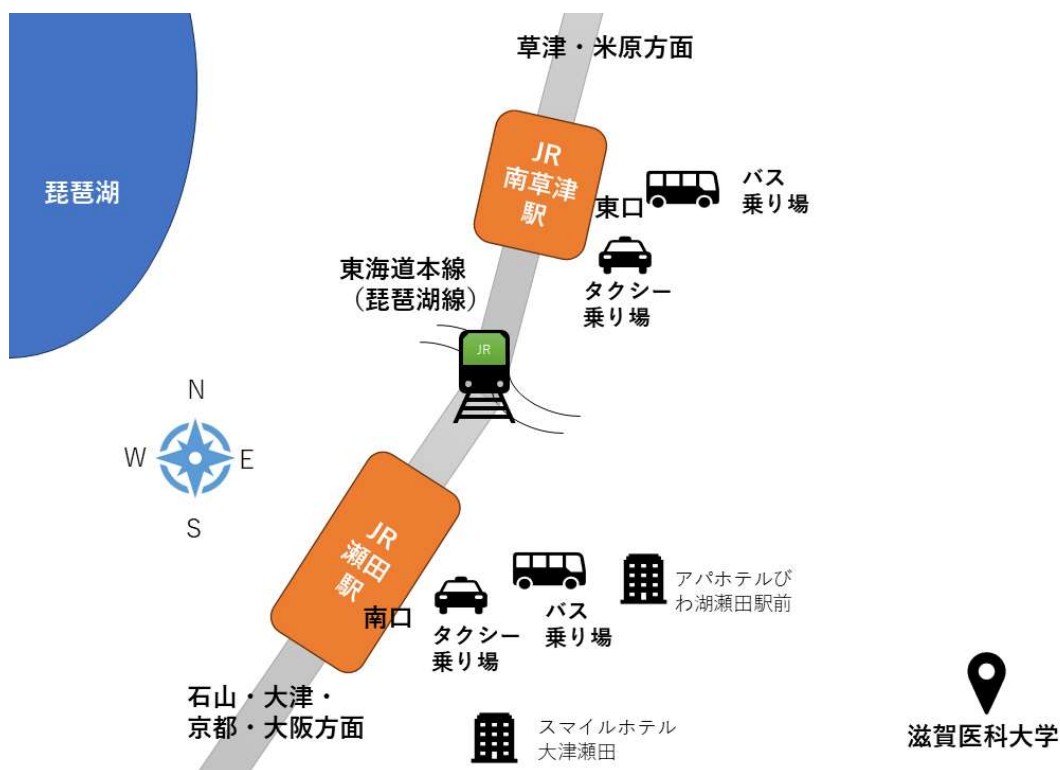 草津・米原方面
JR
南草津
駅
琵琶湖
東口
バス
乗り場
タクシー
乗り場
東海道本線
（琵琶湖線）
JR
N
W
E
S
JR
瀬田
駅
南口
タクシー
乗り場
バス
乗り場
アパホテルび
わ湖瀬田駅前
石山・大津・
京都・大阪方面
スマイルホテル
大津瀬田
滋賀医科大学